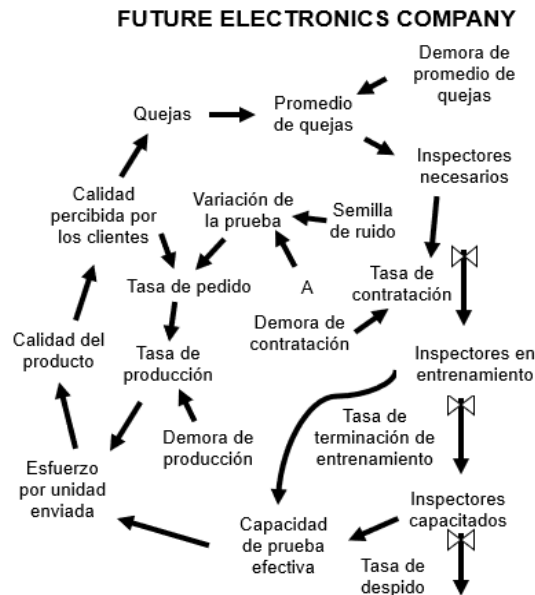 FUTURE ELECTRONICS COMPANY
Demora de
promedio de
quejas
Quejas
Promedio
de quejas
Inspectores
necesarios
Calidad
percibida por
los clientes
Variación de
la prueba
Semilla
de ruido
Tasa de
contratación
Tasa de pedido
A
Demora de
contratación
Calidad del
producto
Tasa de
producción
Inspectores en
entrenamiento
Tasa de
terminación de
entrenamiento
Demora de
producción
Esfuerzo
por unidad
enviada
Capacidad
de prueba
efectiva
Inspectores
capacitados
Tasa de
despido